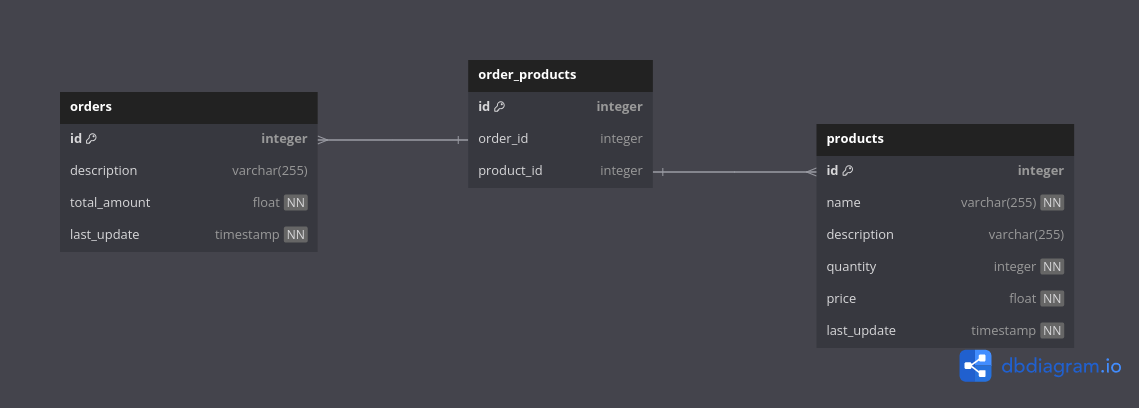 orders
id integer
description varchar(255)
total_amount float NN
last_update timestamp NN
order_products
id integer
order_id integer
product_id integer
products
id integer
name varchar(255) NN
description varchar(255)
quantity integer NN
price float NN
last_update timestamp NN
dbdiagram.io